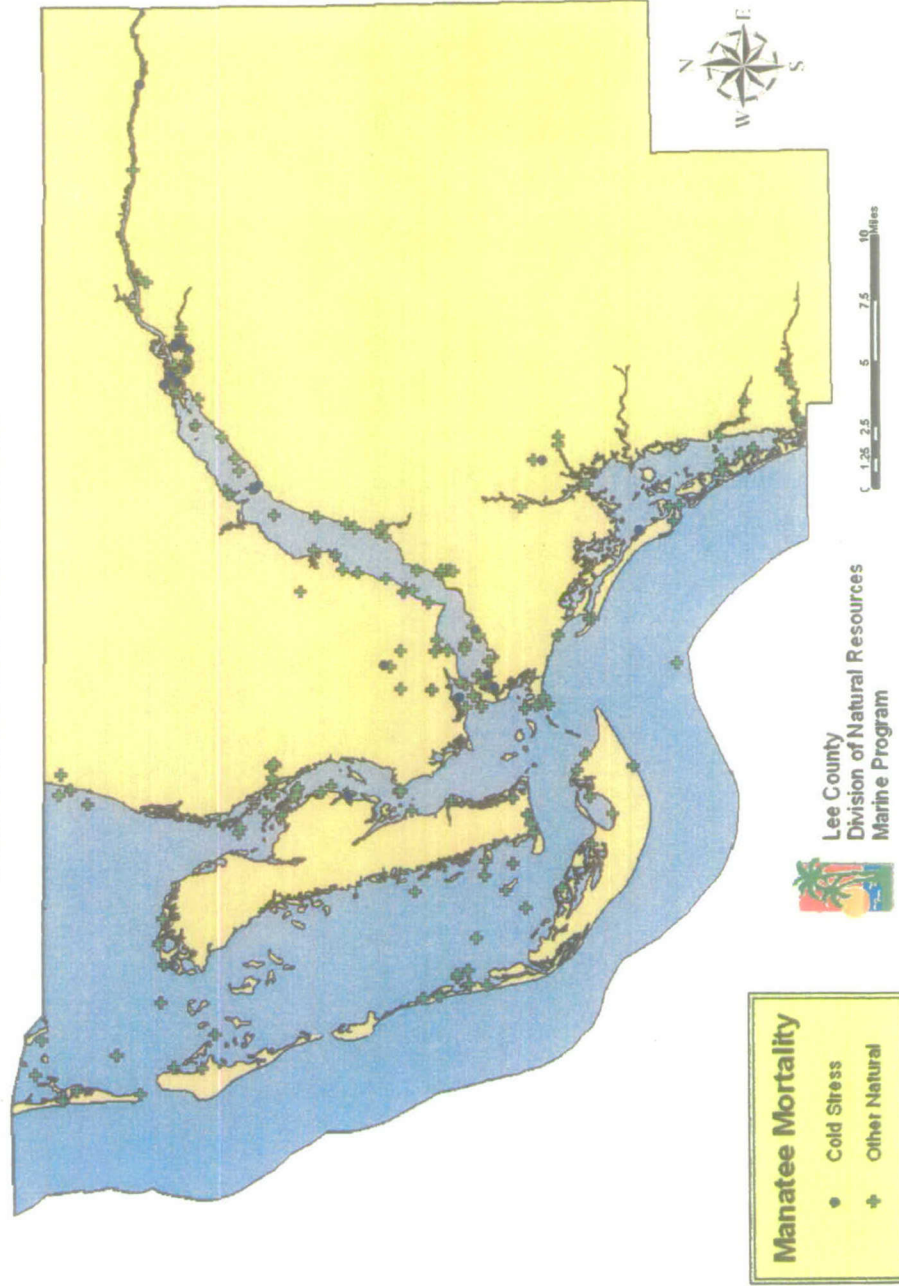 N
W
E
S
C 1.25 2.5 5 7.5 10
Miles
Lee County
Division of Natural Resources
Marine Program
Manatee Mortality
Cold Stress
Other Natural